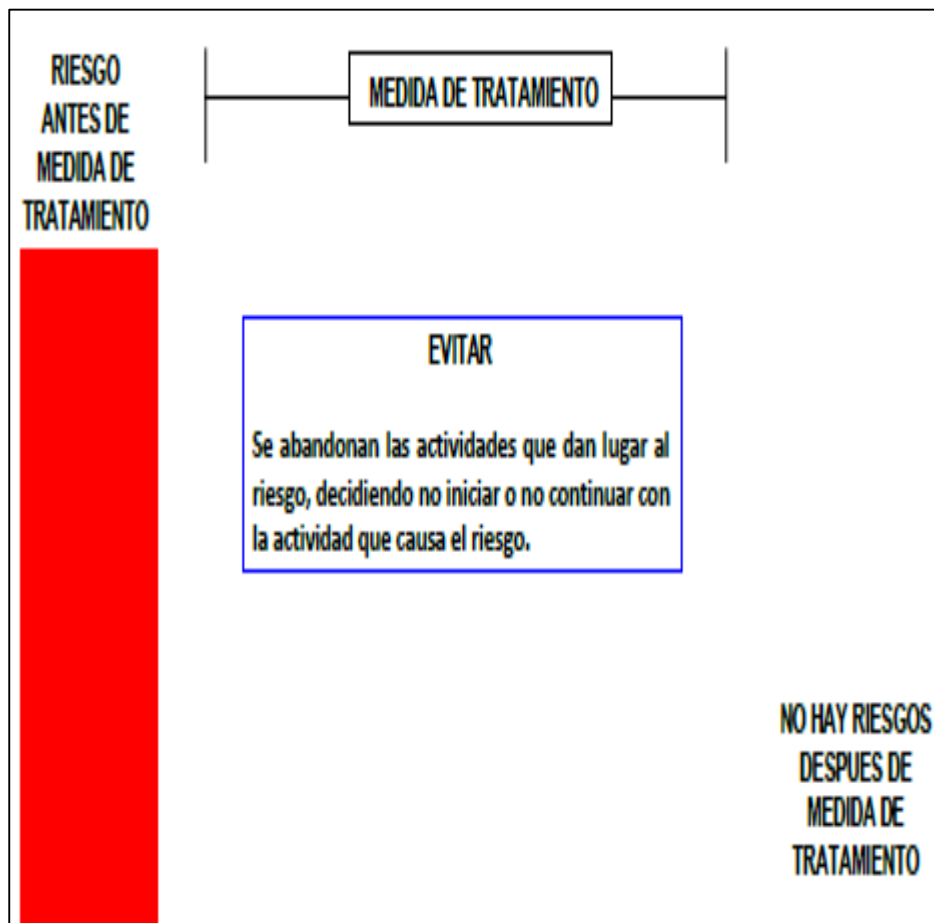 RIESGO
ANTES DE
MEDIDA DE
TRATAMIENTO
MEDIDA DE TRATAMIENTO
EVITAR
Se abandonan las actividades que dan lugar al
riesgo, decidiendo no iniciar o no continuar con
la actividad que causa el riesgo.
NO HAY RIESGOS
DESPUES DE
MEDIDA DE
TRATAMIENTO